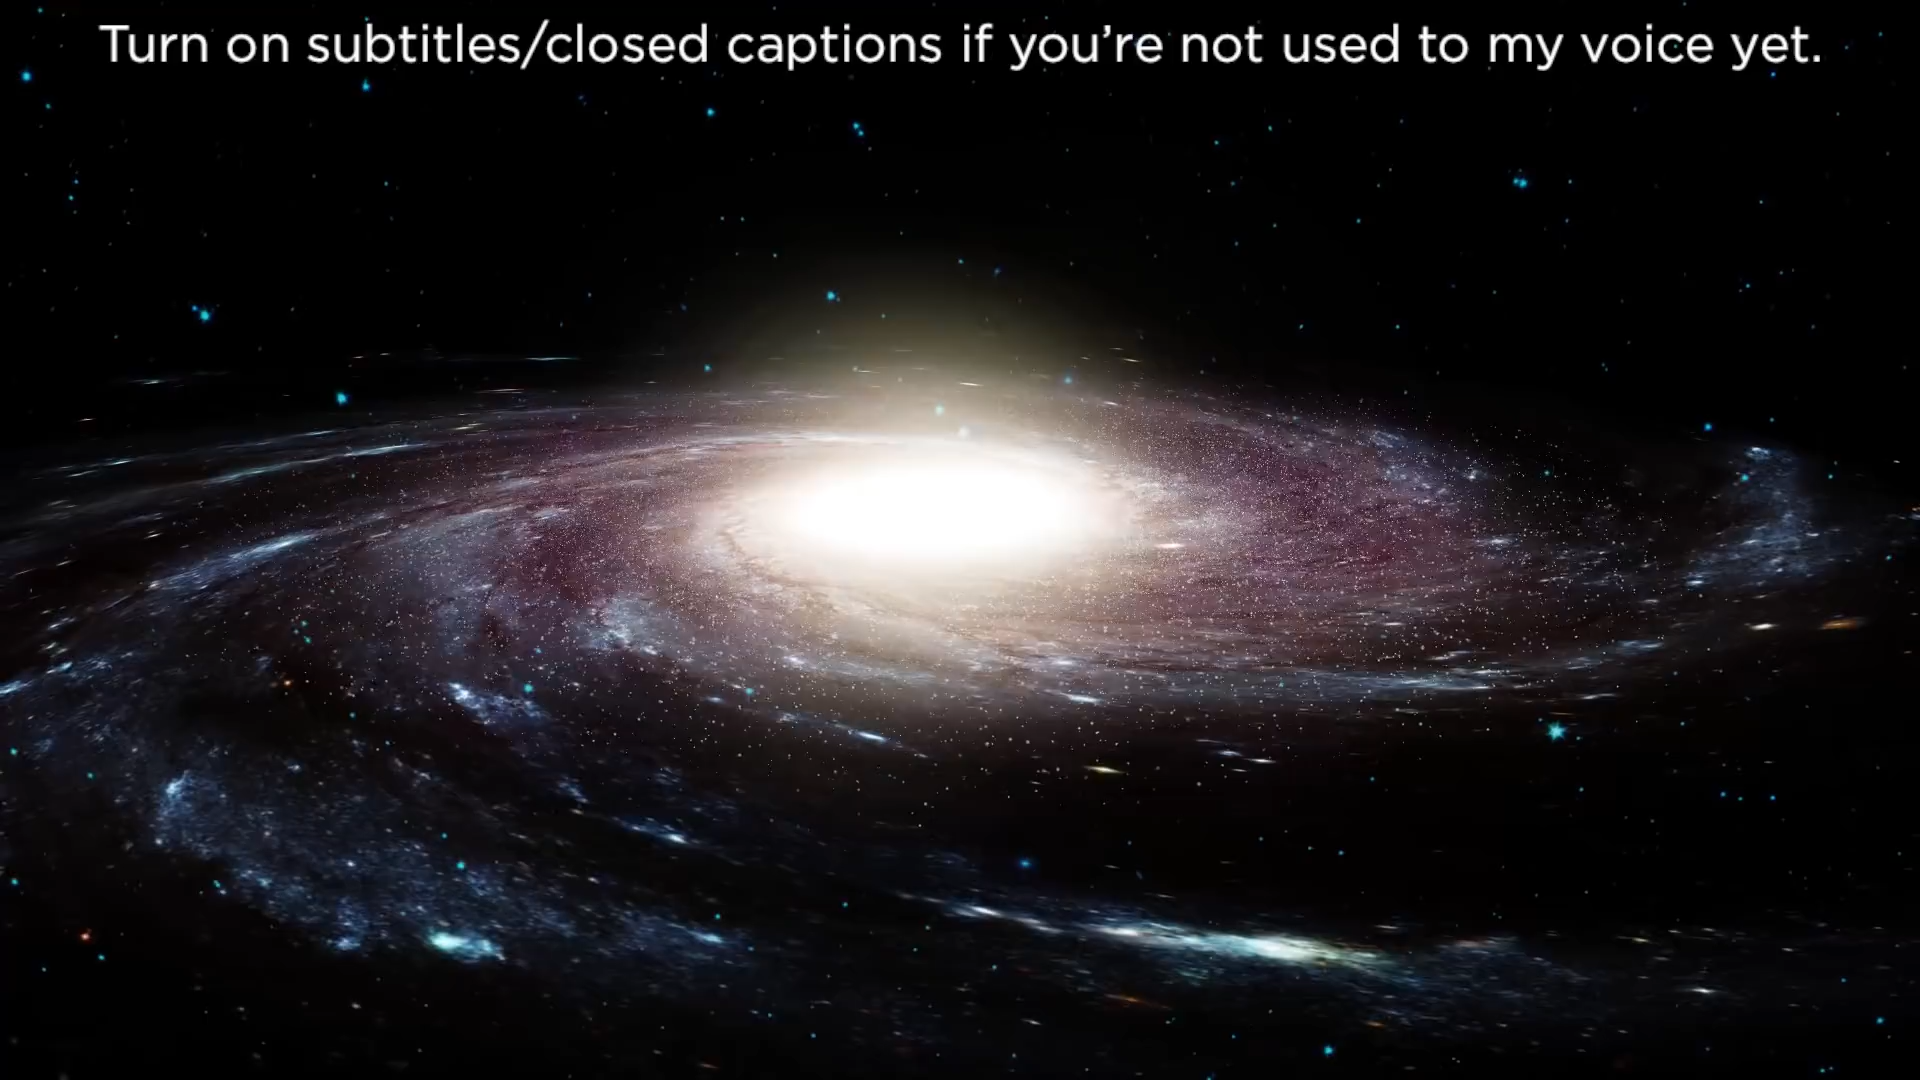 Turn on subtitles/closed captions if you’re not used to my voice yet.